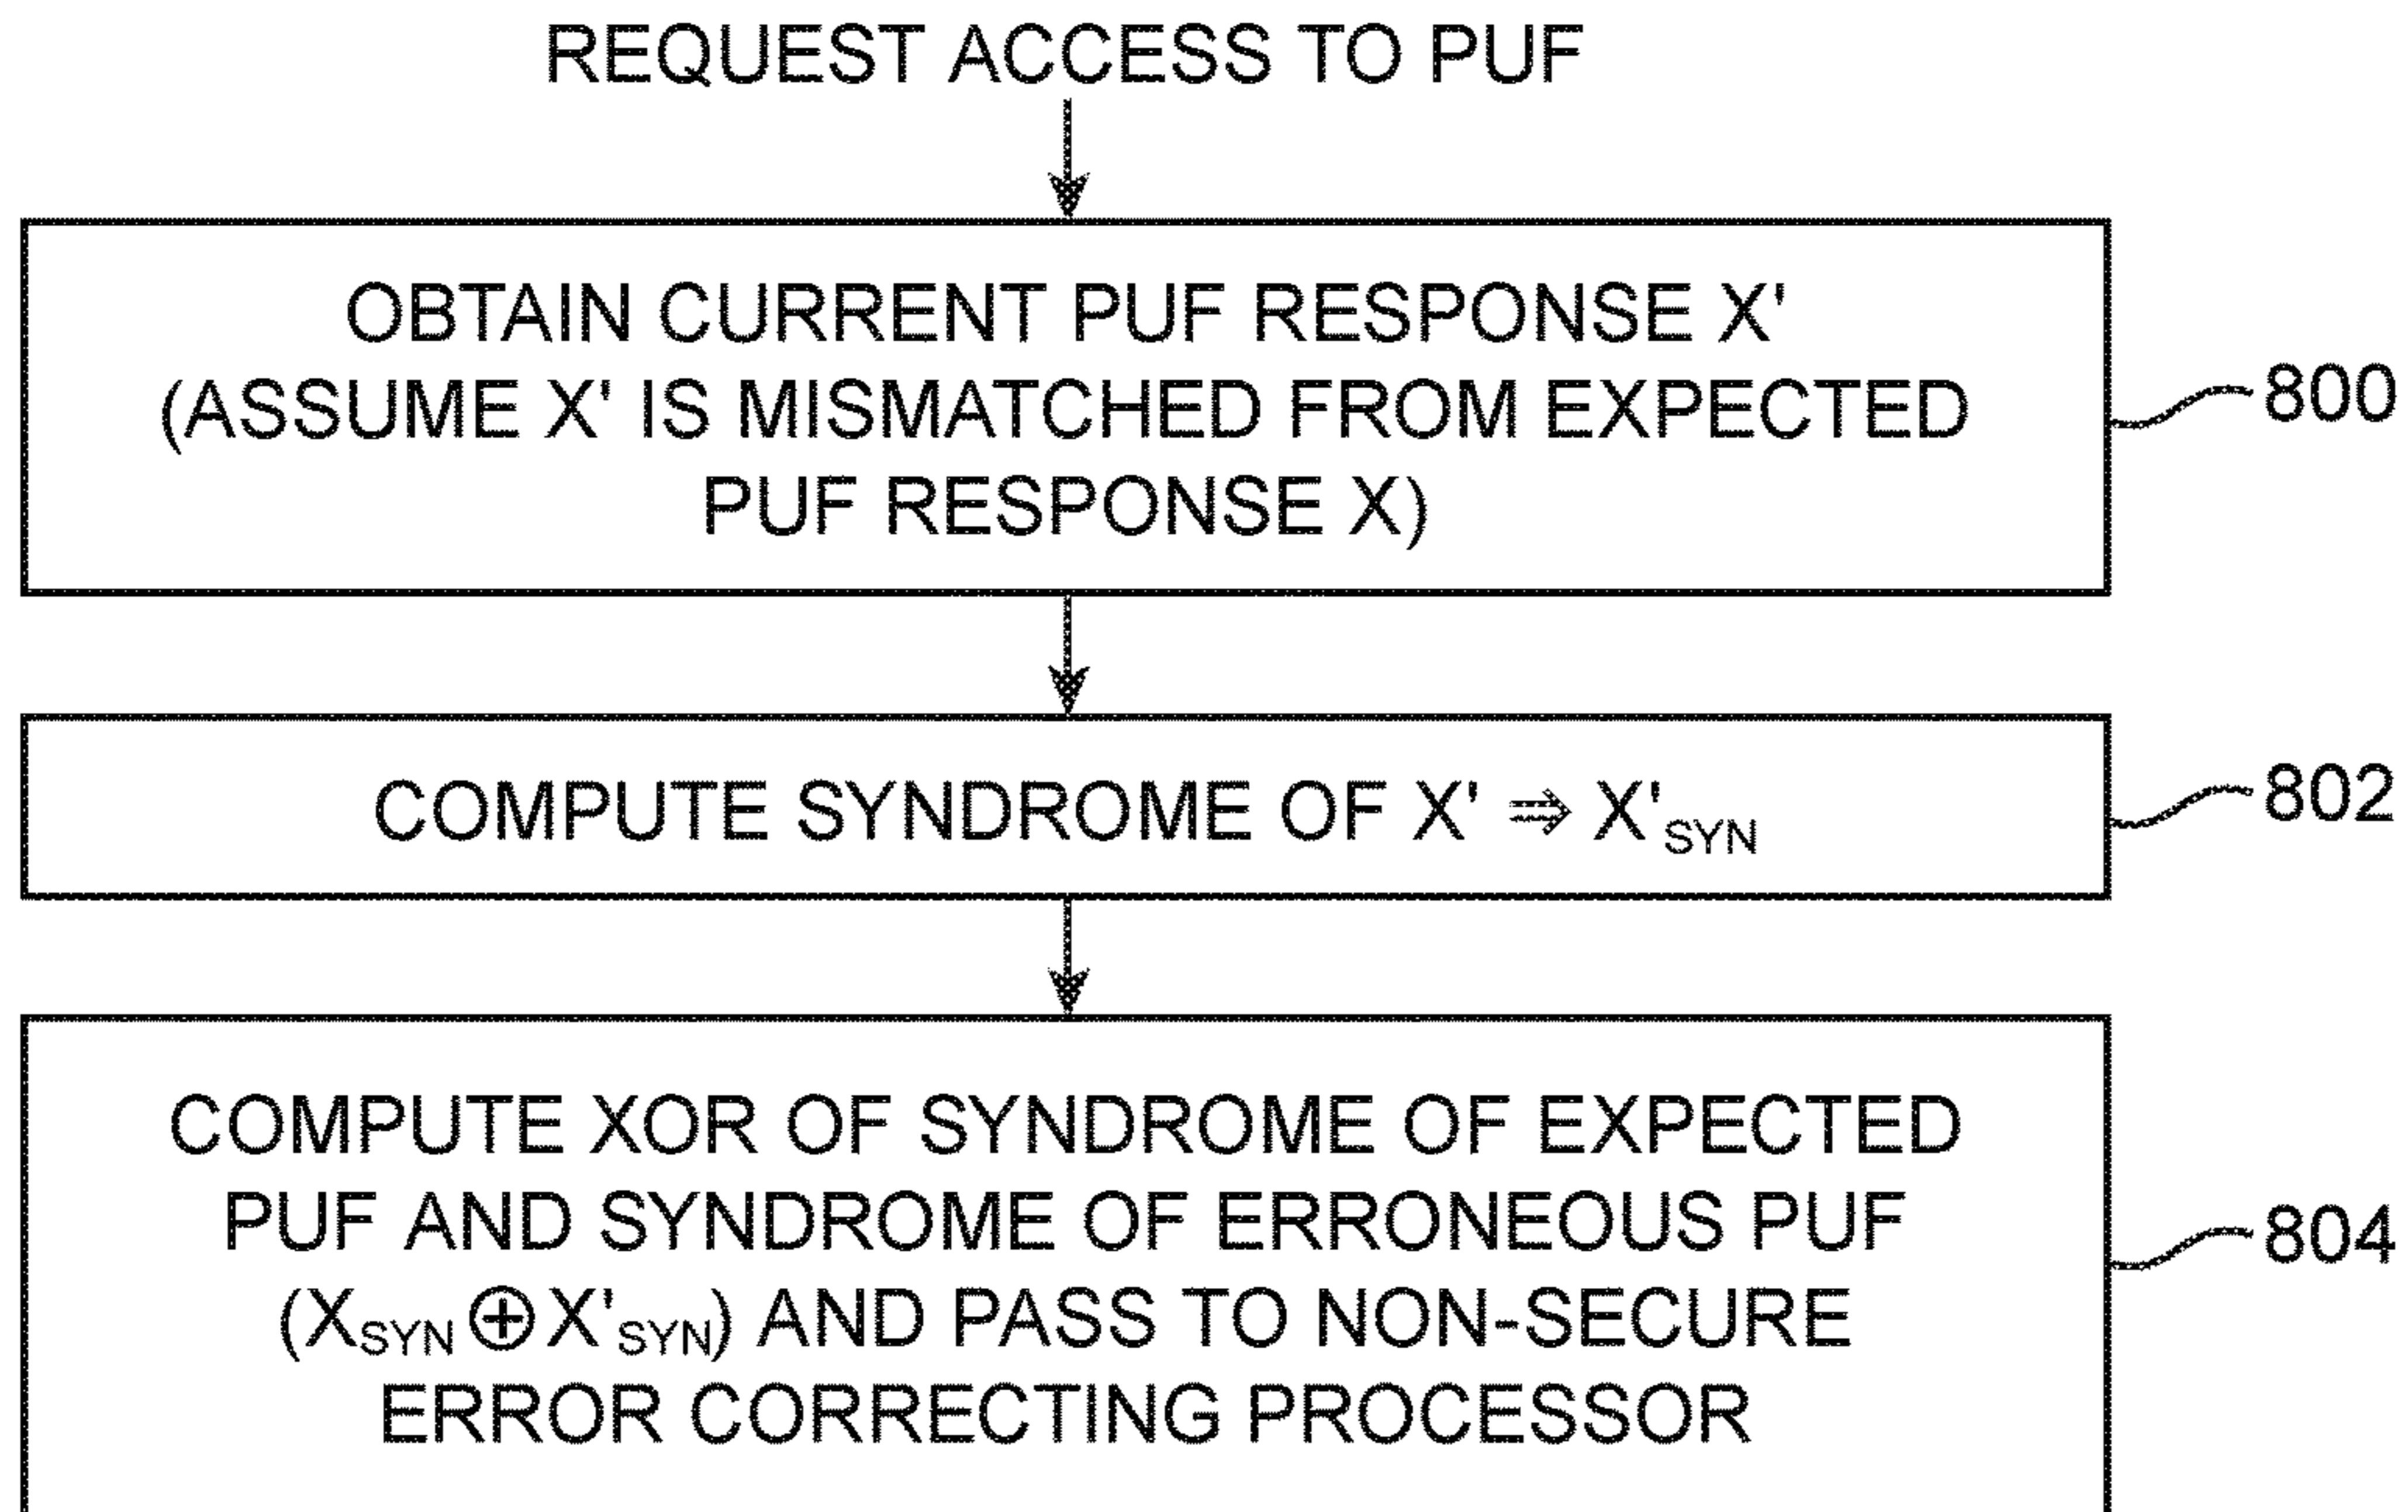 REQUEST ACCESS TO PUF
OBTAIN CURRENT PUF RESPONSE X'
(ASSUME X' IS MISMATCHED FROM EXPECTED
PUF RESPONSE X)
800
COMPUTE SYNDROME OF X' ⇒ X'SYN
802
COMPUTE XOR OF SYNDROME OF EXPECTED
PUF AND SYNDROME OF ERRONEOUS PUF
(XSYN ⊕ X'SYN) AND PASS TO NON-SECURE
ERROR CORRECTING PROCESSOR
804